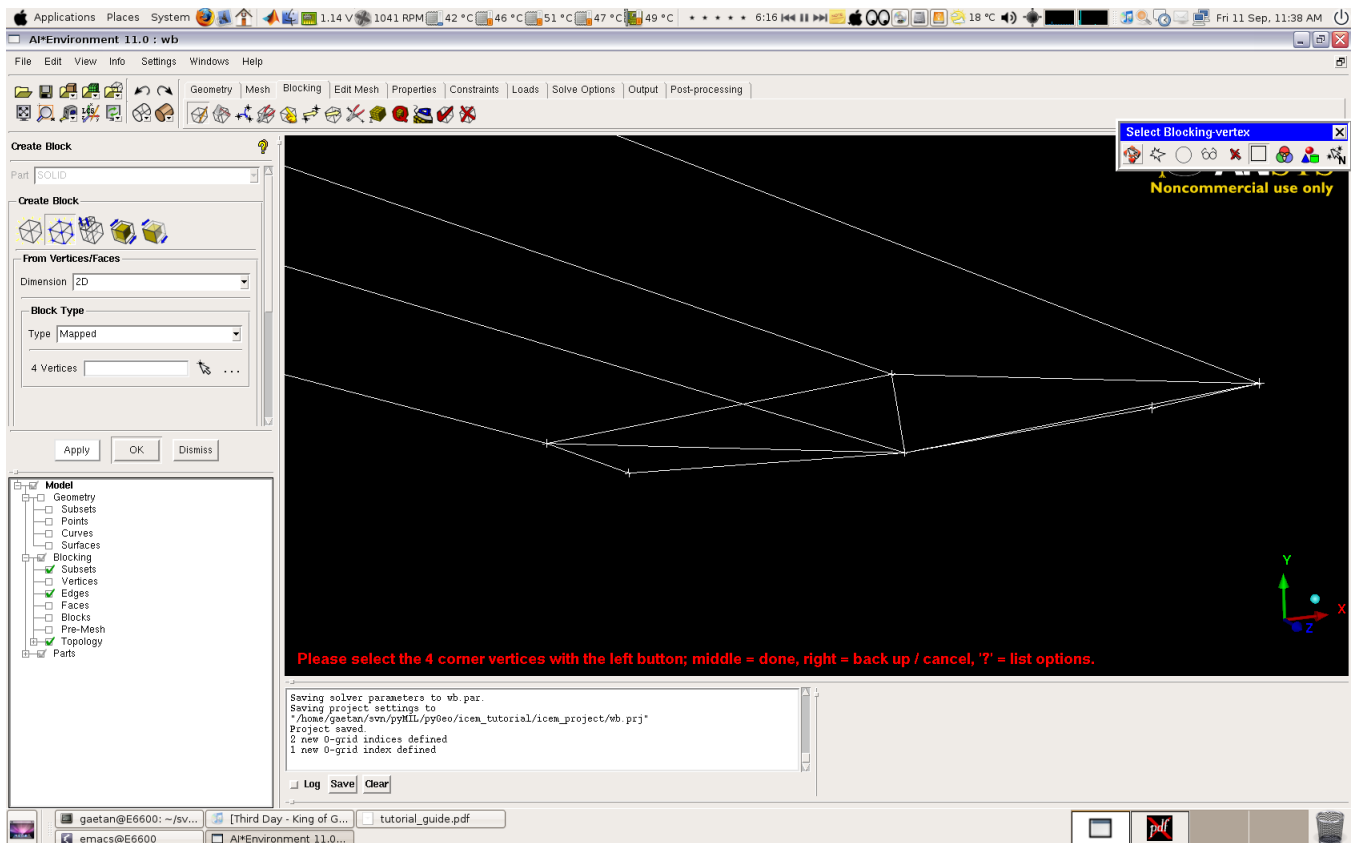 Applications Places System 1.14 V 1041 RPM 42 °C 46 °C 51 °C 47 °C 49 °C 6:16 18 °C Fri 11 Sep, 11:38 AM
AI*Environment 11.0 : wb
File Edit View Info Settings Windows Help
Geometry Mesh Blocking Edit Mesh Properties Constraints Loads Solve Options Output Post-processing
Select Blocking-vertex
Create Block
Part SOLID
Noncommercial use only
Create Block
From Vertices/Faces
Dimension 2D
Block Type
Type Mapped
4 Vertices ...
Apply OK Dismiss
Model
Geometry
Subsets
Points
Curves
Surfaces
Blocking
Subsets
Vertices
Edges
Faces
Blocks
Pre-Mesh
Topology
Parts
Y
X
Z
Please select the 4 corner vertices with the left button; middle = done, right = back up / cancel, '?' = list options.
Saving solver parameters to wb.par.
Saving project settings to
"/home/gaetan/svn/pyMIL/pyGeo/icem_tutorial/icem_project/wb.prj"
Project saved.
2 new O-grid indices defined
1 new O-grid index defined
Log Save Clear
gaetan@E6600: ~/sv... [Third Day - King of G... tutorial_guide.pdf
emacs@E6600 AI*Environment 11.0...
pdf